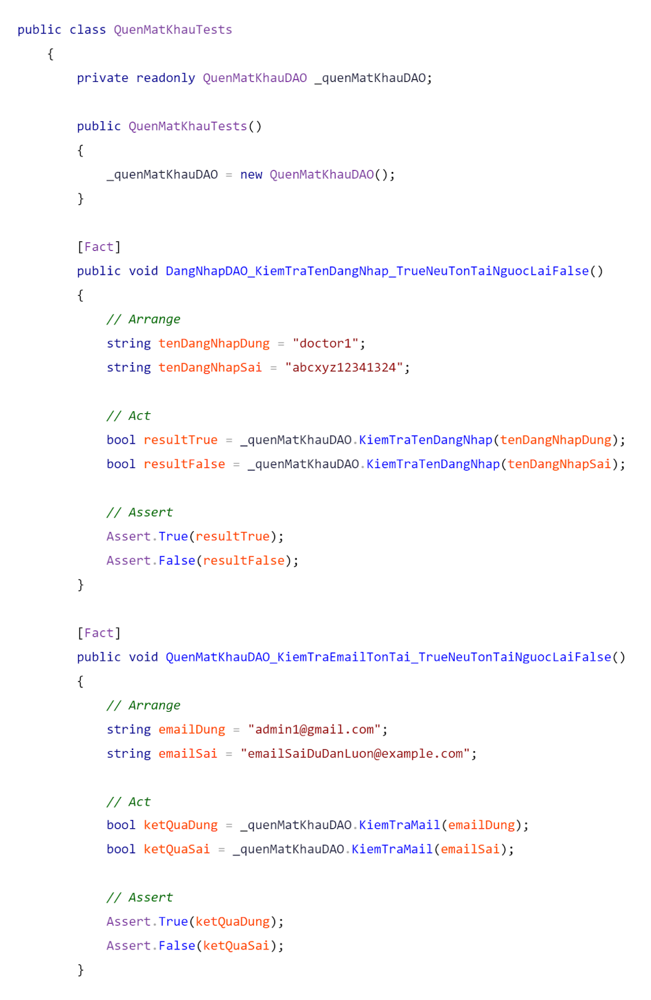 public class QuenMatKhauTests
{
private readonly QuenMatKhauDAO _quenMatKhauDAO;
public QuenMatKhauTests()
{
_quenMatKhauDAO = new QuenMatKhauDAO();
}
[Fact]
public void DangNhapDAO_KiemTraTenDangNhap_TrueNeuTonTaiNguocLaiFalse()
{
// Arrange
string tenDangNhapDung = "doctor1";
string tenDangNhapSai = "abcxyz12341324";
// Act
bool resultTrue = _quenMatKhauDAO.KiemTraTenDangNhap(tenDangNhapDung);
bool resultFalse = _quenMatKhauDAO.KiemTraTenDangNhap(tenDangNhapSai);
// Assert
Assert.True(resultTrue);
Assert.False(resultFalse);
}
[Fact]
public void QuenMatKhauDAO_KiemTraEmailTonTai_TrueNeuTonTaiNguocLaiFalse()
{
// Arrange
string emailDung = "admin1@gmail.com";
string emailSai = "emailSaiDuDanLuon@example.com";
// Act
bool ketQuaDung = _quenMatKhauDAO.KiemTraMail(emailDung);
bool ketQuaSai = _quenMatKhauDAO.KiemTraMail(emailSai);
// Assert
Assert.True(ketQuaDung);
Assert.False(ketQuaSai);
}